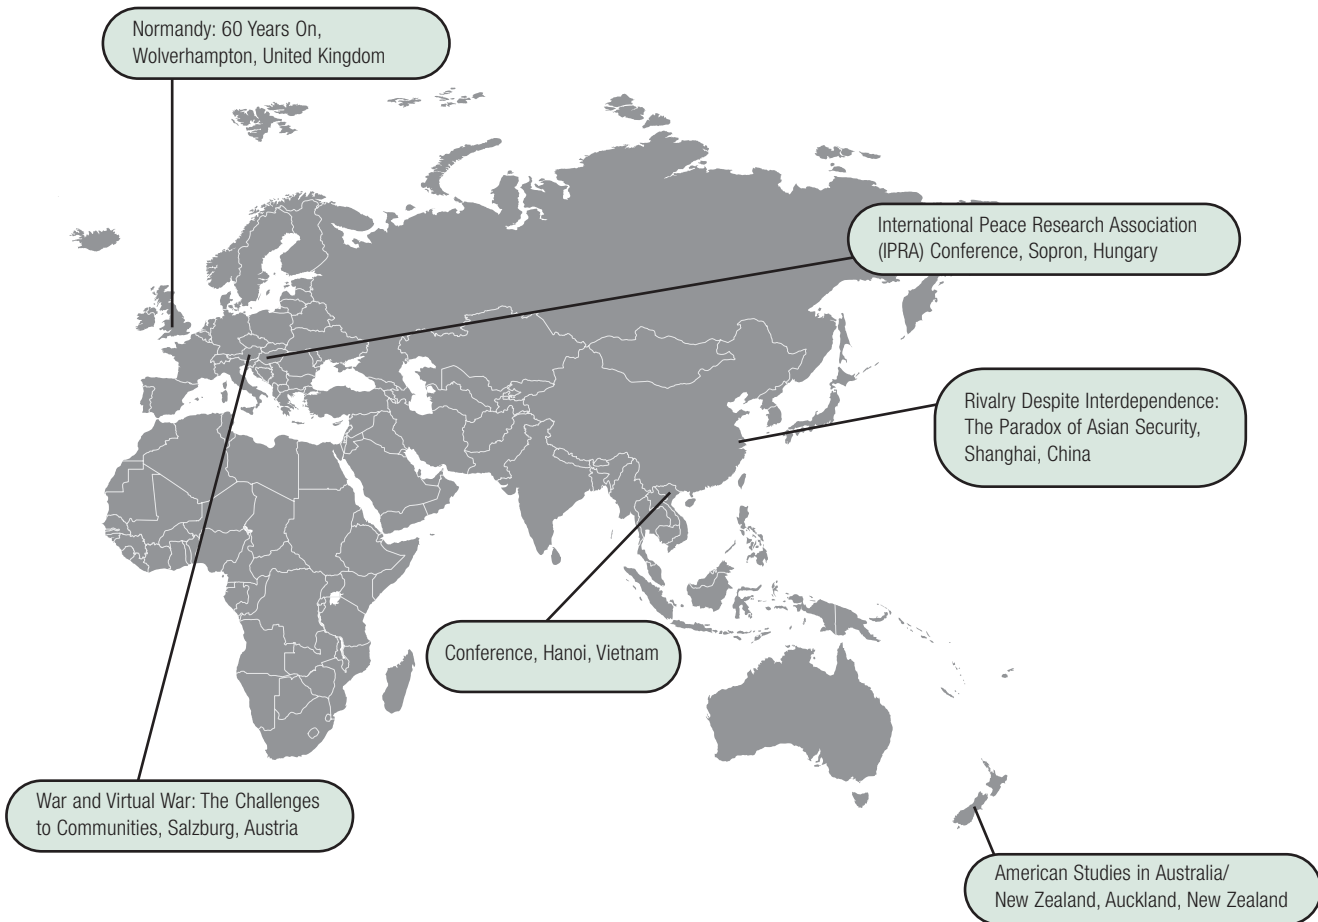 Normandy: 60 Years On,
Wolverhampton, United Kingdom
International Peace Research Association
(IPRA) Conference, Sopron, Hungary
Rivalry Despite Interdependence:
The Paradox of Asian Security,
Shanghai, China
Conference, Hanoi, Vietnam
War and Virtual War: The Challenges
to Communities, Salzburg, Austria
American Studies in Australia/
New Zealand, Auckland, New Zealand